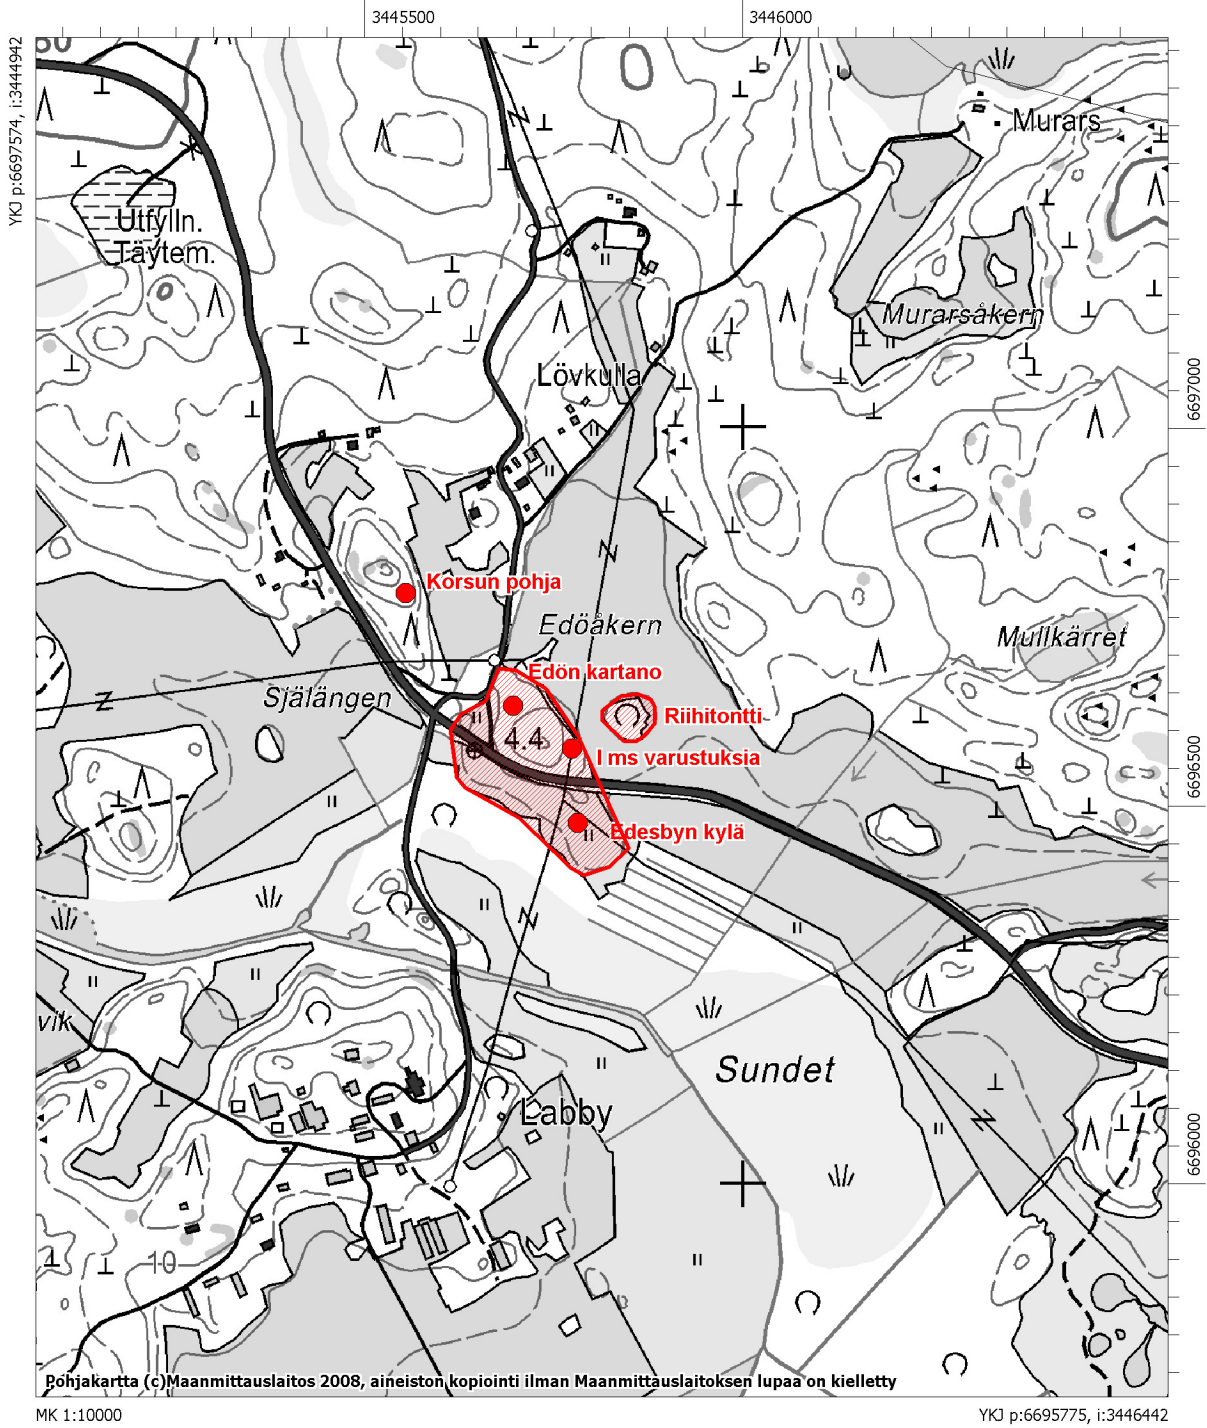 3445500
3446000
YKJ p:6697574, i:3444942
50
Murars
Utfylln.
Täytem.
Murarsåkern
Lövkulla
6697000
Korsun pohja
Edöåkern
Mullkärret
Edön kartano
Själängen
Riihitontti
4.4
I ms varustuksia
6696500
Edesbyn kylä
vik
Sundet
Labby
6696000
10
Pohjakartta (c)Maanmittauslaitos 2008, aineiston kopiointi ilman Maanmittauslaitoksen lupaa on kielletty
MK 1:10000
YKJ p:6695775, i:3446442